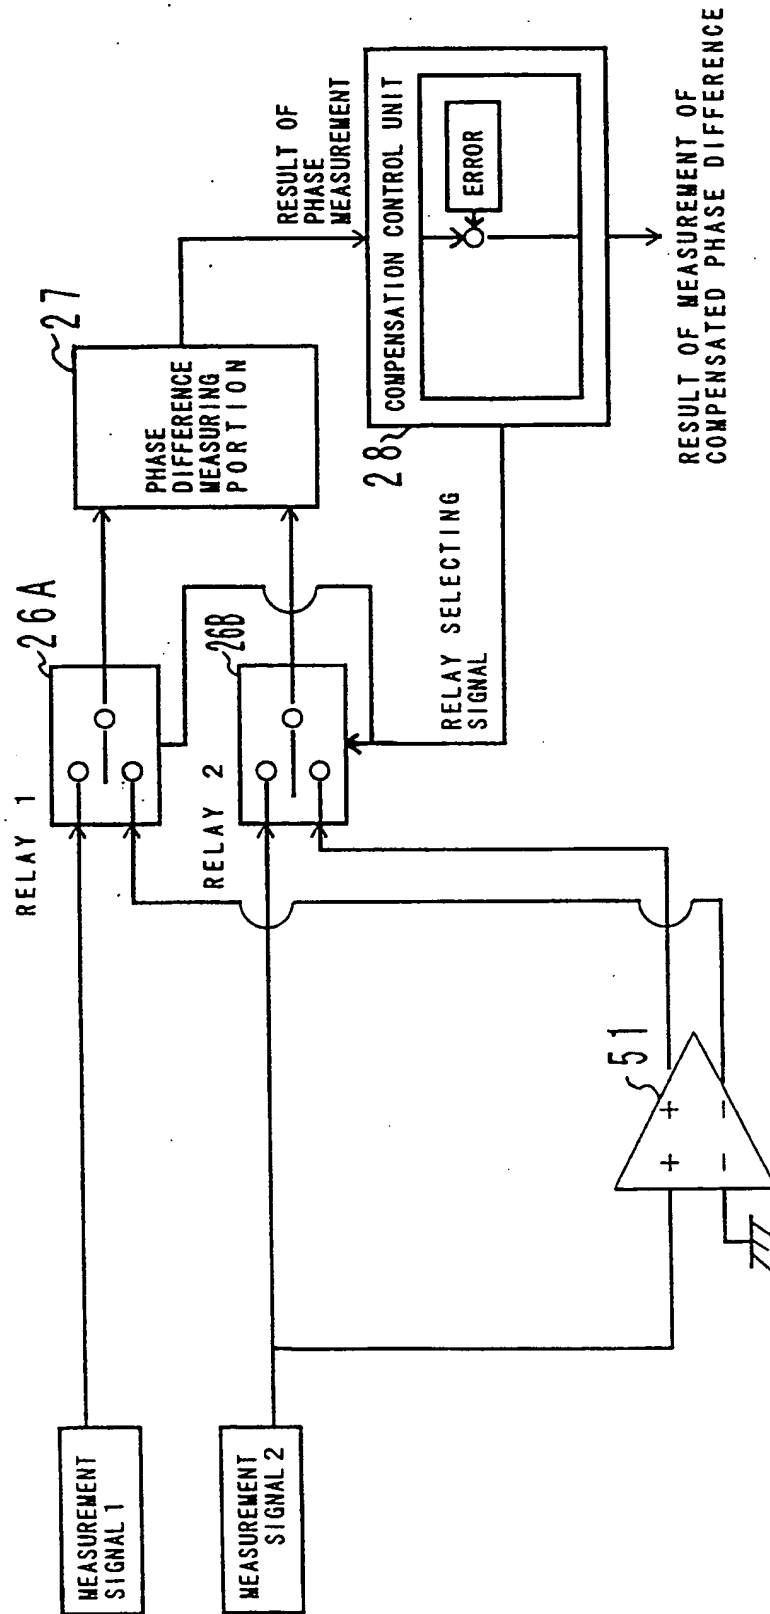 MEASUREMENT
SIGNAL 1
MEASUREMENT
SIGNAL 2
RELAY 1
26A
RELAY 2
26B
PHASE
DIFFERENCE
MEASURING
PORTION
27
RESULT OF
PHASE
MEASUREMENT
COMPENSATION CONTROL UNIT
ERROR
28
RELAY SELECTING
SIGNAL
RESULT OF MEASUREMENT OF
COMPENSATED PHASE DIFFERENCE
51
+ +
- -